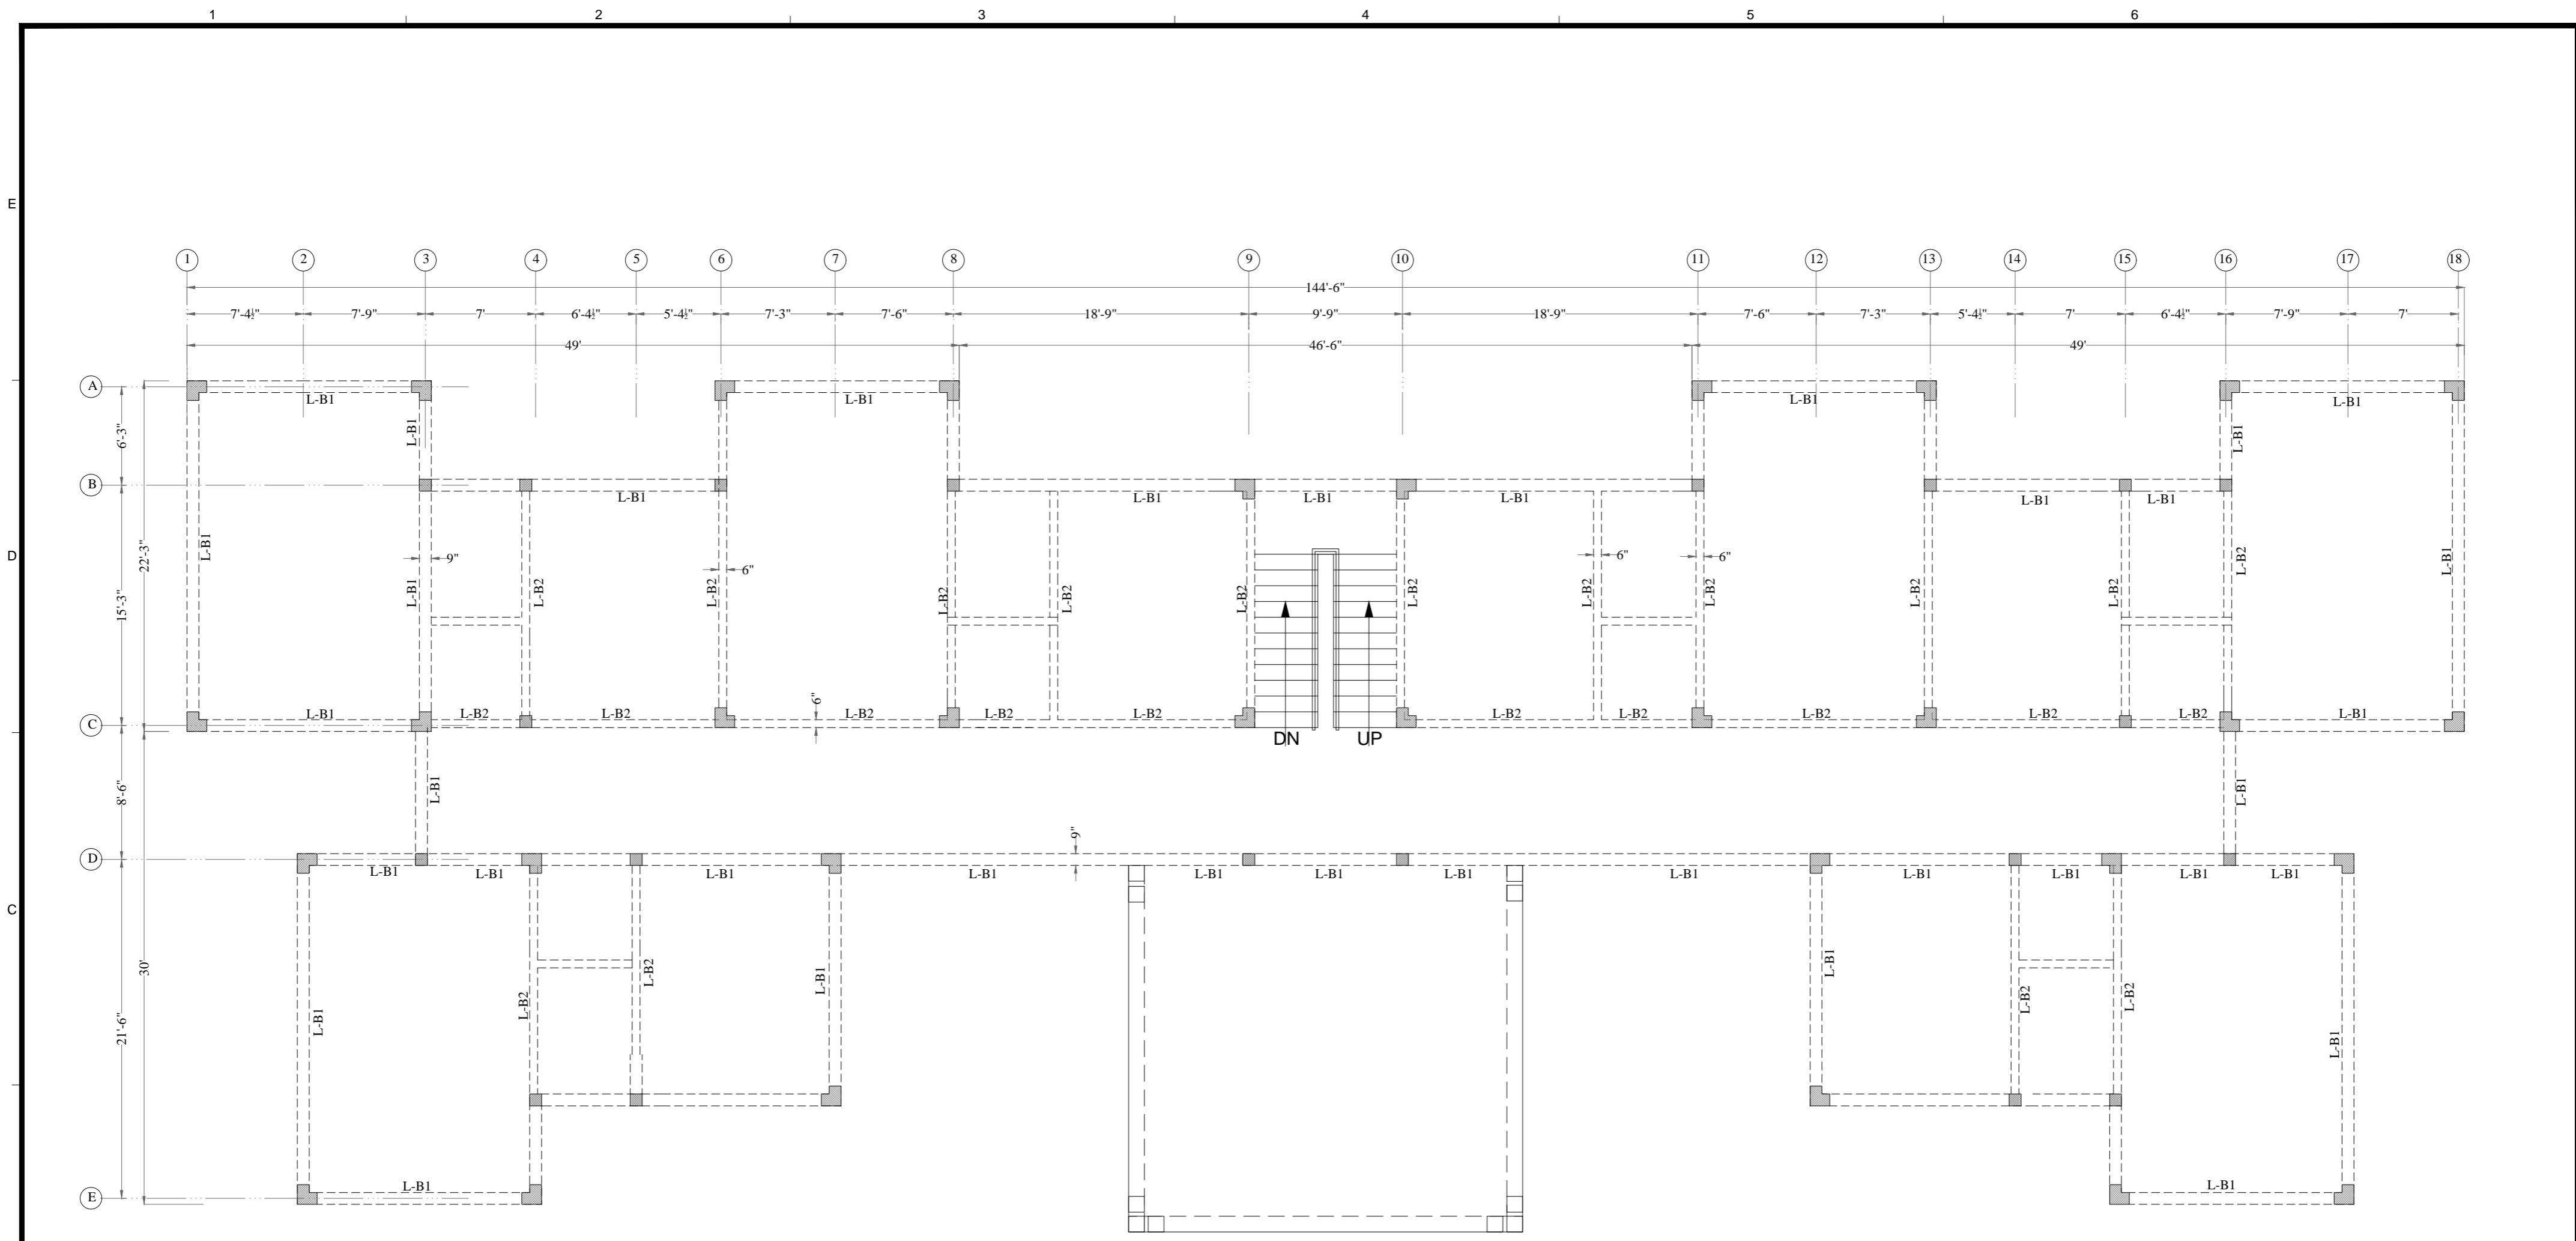 1 2 3 4 5 6
E
1 2 3 4 5 6 7 8 9 10 11 12 13 14 15 16 17 18
144'-6"
7'-4½" 7'-9" 7' 6'-4½" 5'-4½" 7'-3" 7'-6" 18'-9" 9'-9" 18'-9" 7'-6" 7'-3" 5'-4½" 7' 6'-4½" 7'-9" 7'
49' 46'-6" 49'
A
L-B1 L-B1 L-B1 L-B1
6'-3" L-B1 L-B1
B
L-B1 L-B1 L-B1 L-B1 L-B1 L-B1
D
22'-3" L-B1 9" 6" 6" L-B2 L-B1
6"
15'-3" L-B1 L-B2 L-B2 L-B2 L-B2 L-B2 L-B2 L-B2 L-B2 L-B2 L-B2
6"
C
L-B1 L-B2 L-B2 L-B2 L-B2 L-B2 L-B2 L-B2 L-B2 L-B2 L-B2 L-B1
DN UP
8'-6" L-B1 L-B1
9"
D
L-B1 L-B1 L-B1 L-B1 L-B1 L-B1 L-B1 L-B1 L-B1 L-B1 L-B1 L-B1
C
30' L-B2 L-B1 L-B1
21'-6" L-B1 L-B2 L-B2 L-B2 L-B1
E
L-B1 L-B1